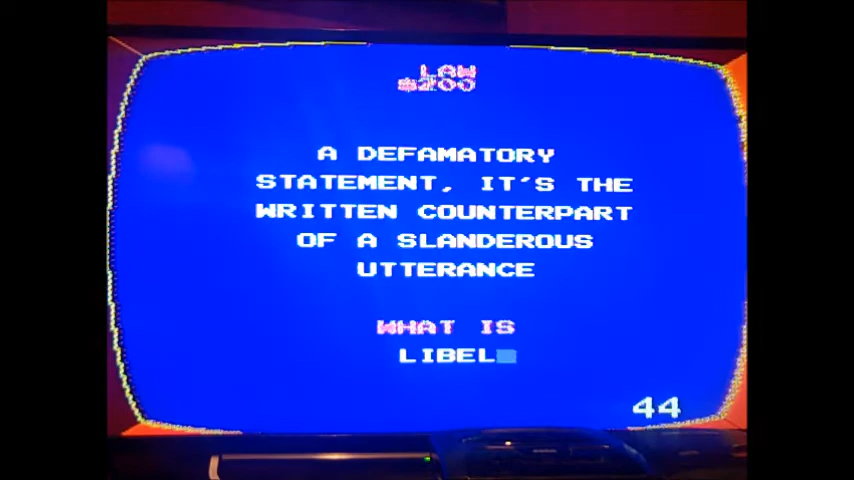 LAW
$200
A DEFAMATORY
STATEMENT, IT'S THE
WRITTEN COUNTERPART
OF A SLANDEROUS
UTTERANCE
WHAT IS
LIBEL
44